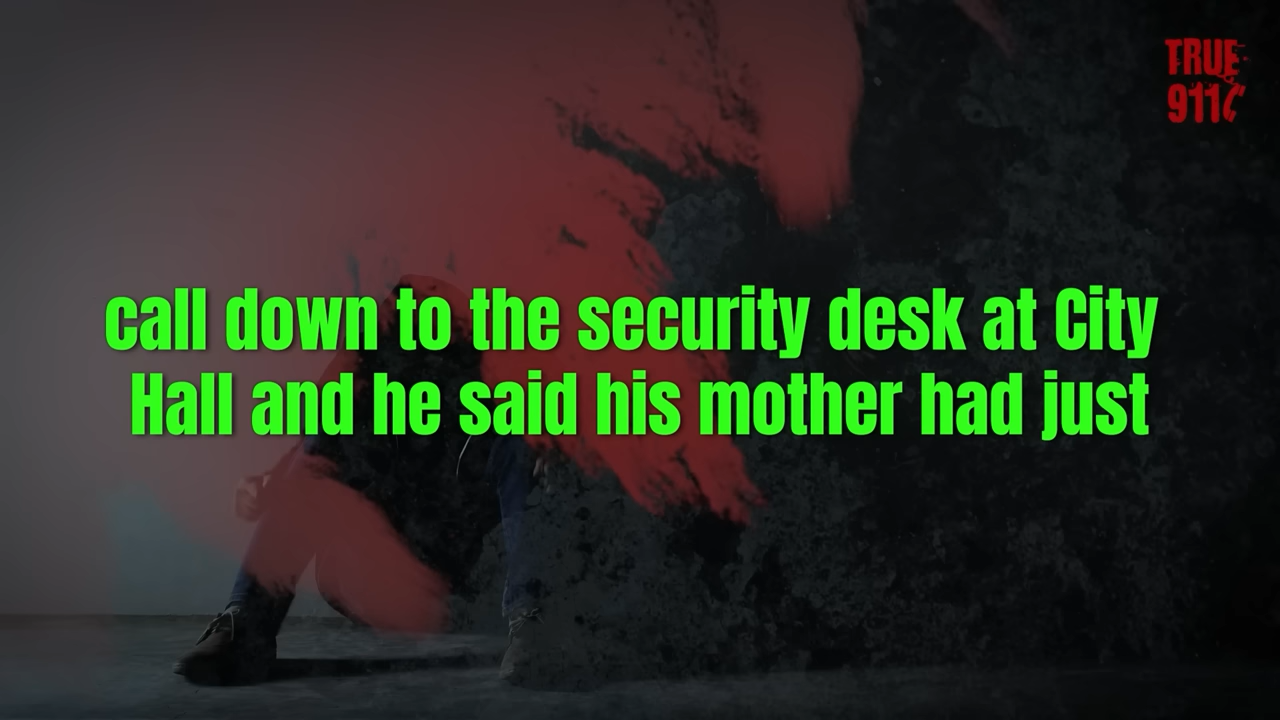 TRUE
911
call down to the security desk at City
Hall and he said his mother had just